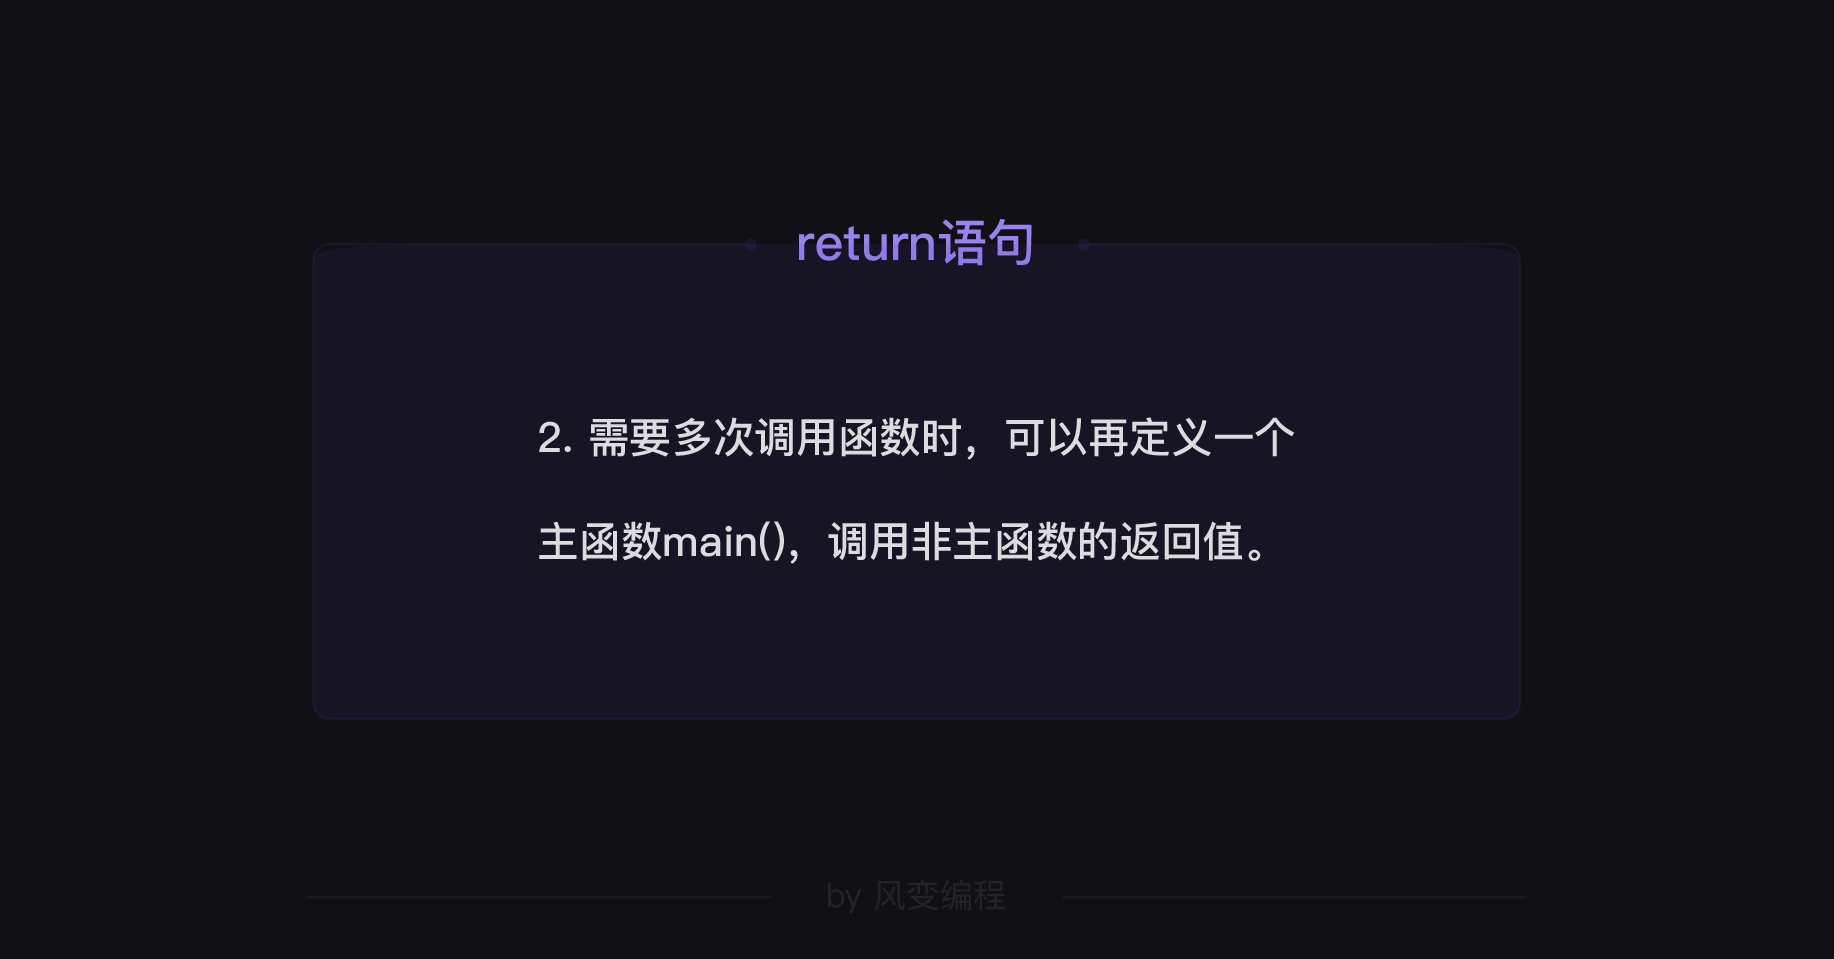 return语句
2. 需要多次调用函数时，可以再定义一个
主函数main()，调用非主函数的返回值。
by 风变编程